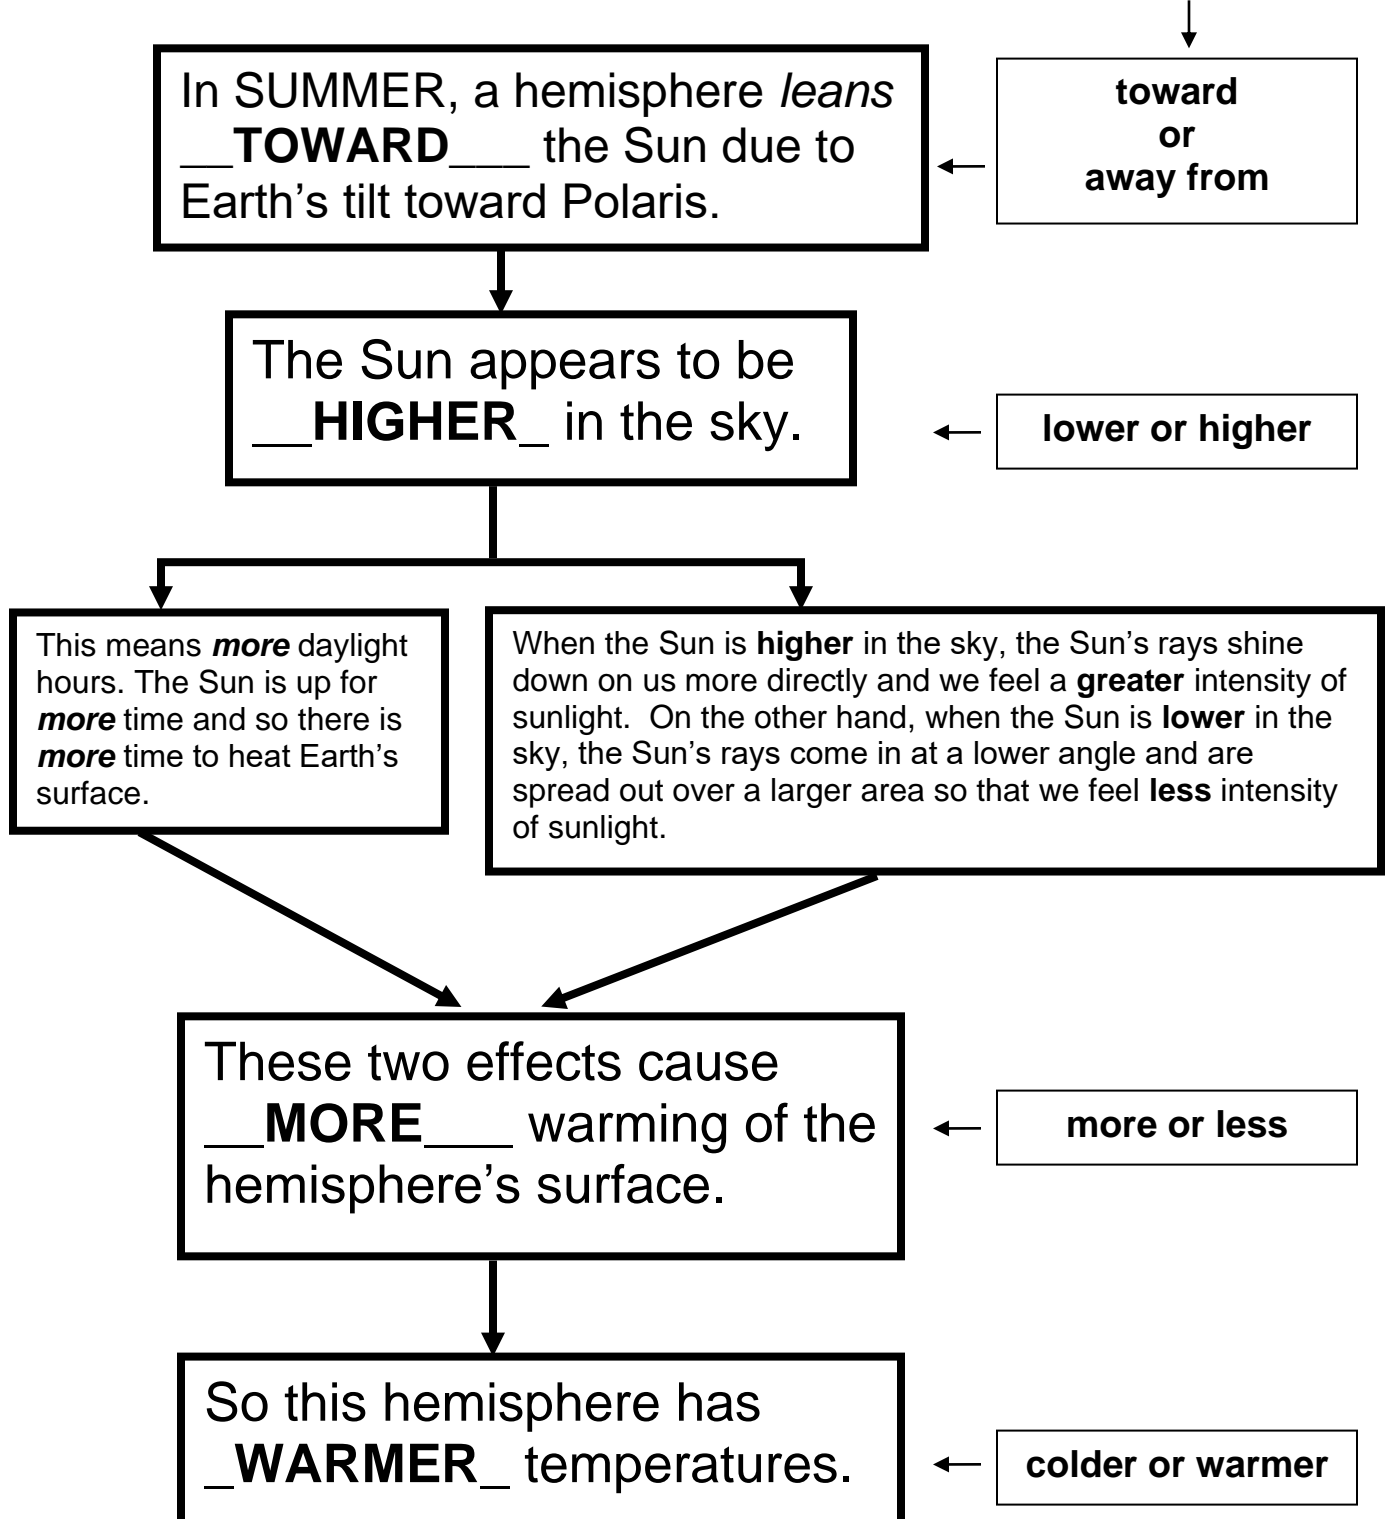 In SUMMER, a hemisphere leans
__TOWARD___ the Sun due to
Earth's tilt toward Polaris.
toward
or
away from
The Sun appears to be
__HIGHER_ in the sky.
lower or higher
This means more daylight
hours. The Sun is up for
more time and so there is
more time to heat Earth's
surface.
When the Sun is higher in the sky, the Sun's rays shine
down on us more directly and we feel a greater intensity of
sunlight.  On the other hand, when the Sun is lower in the
sky, the Sun's rays come in at a lower angle and are
spread out over a larger area so that we feel less intensity
of sunlight.
These two effects cause
__MORE___ warming of the
hemisphere's surface.
more or less
So this hemisphere has
_WARMER_ temperatures.
colder or warmer